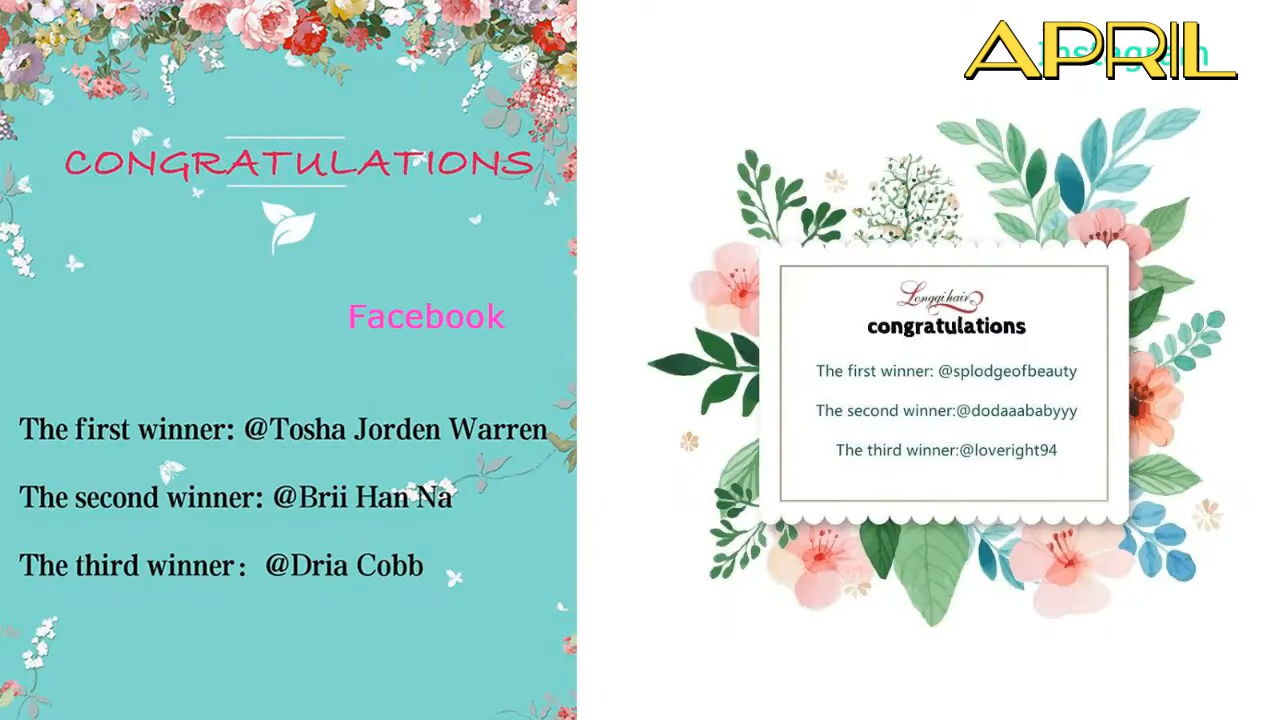 CONGRATULATIONS
Facebook
The first winner: @Tosha Jorden Warren
The second winner: @Brii Han Na
The third winner： @Dria Cobb
APRIL
Instagram
Longqi hair
congratulations
The first winner: @splodgeofbeauty
The second winner:@dodaaababyyy
The third winner:@loveright94